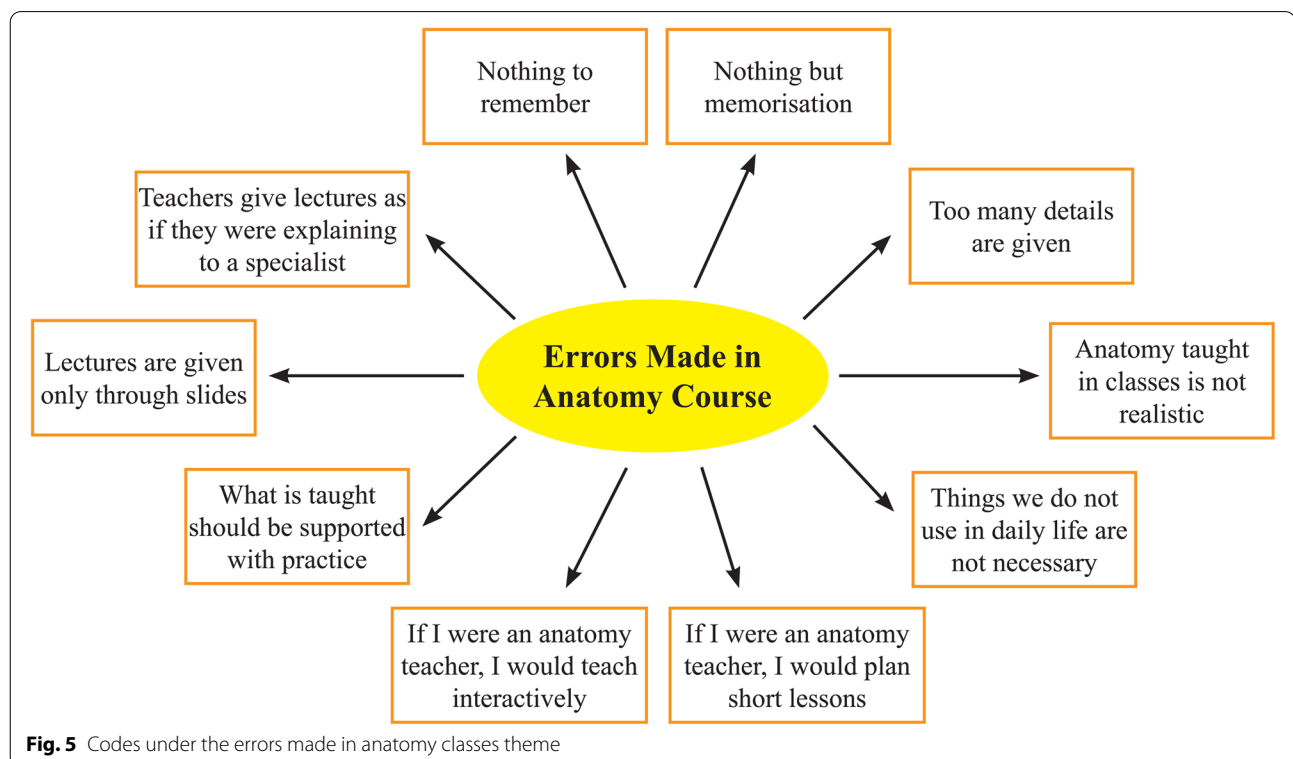 Nothing to
remember
Nothing but
memorisation
Teachers give lectures as
if they were explaining
to a specialist
Too many details
are given
Lectures are given
only through slides
Errors Made in
Anatomy Course
Anatomy taught
in classes is not
realistic
What is taught
should be supported
with practice
Things we do not
use in daily life are
not necessary
If I were an anatomy
teacher, I would teach
interactively
If I were an anatomy
teacher, I would plan
short lessons
Fig. 5 Codes under the errors made in anatomy classes theme